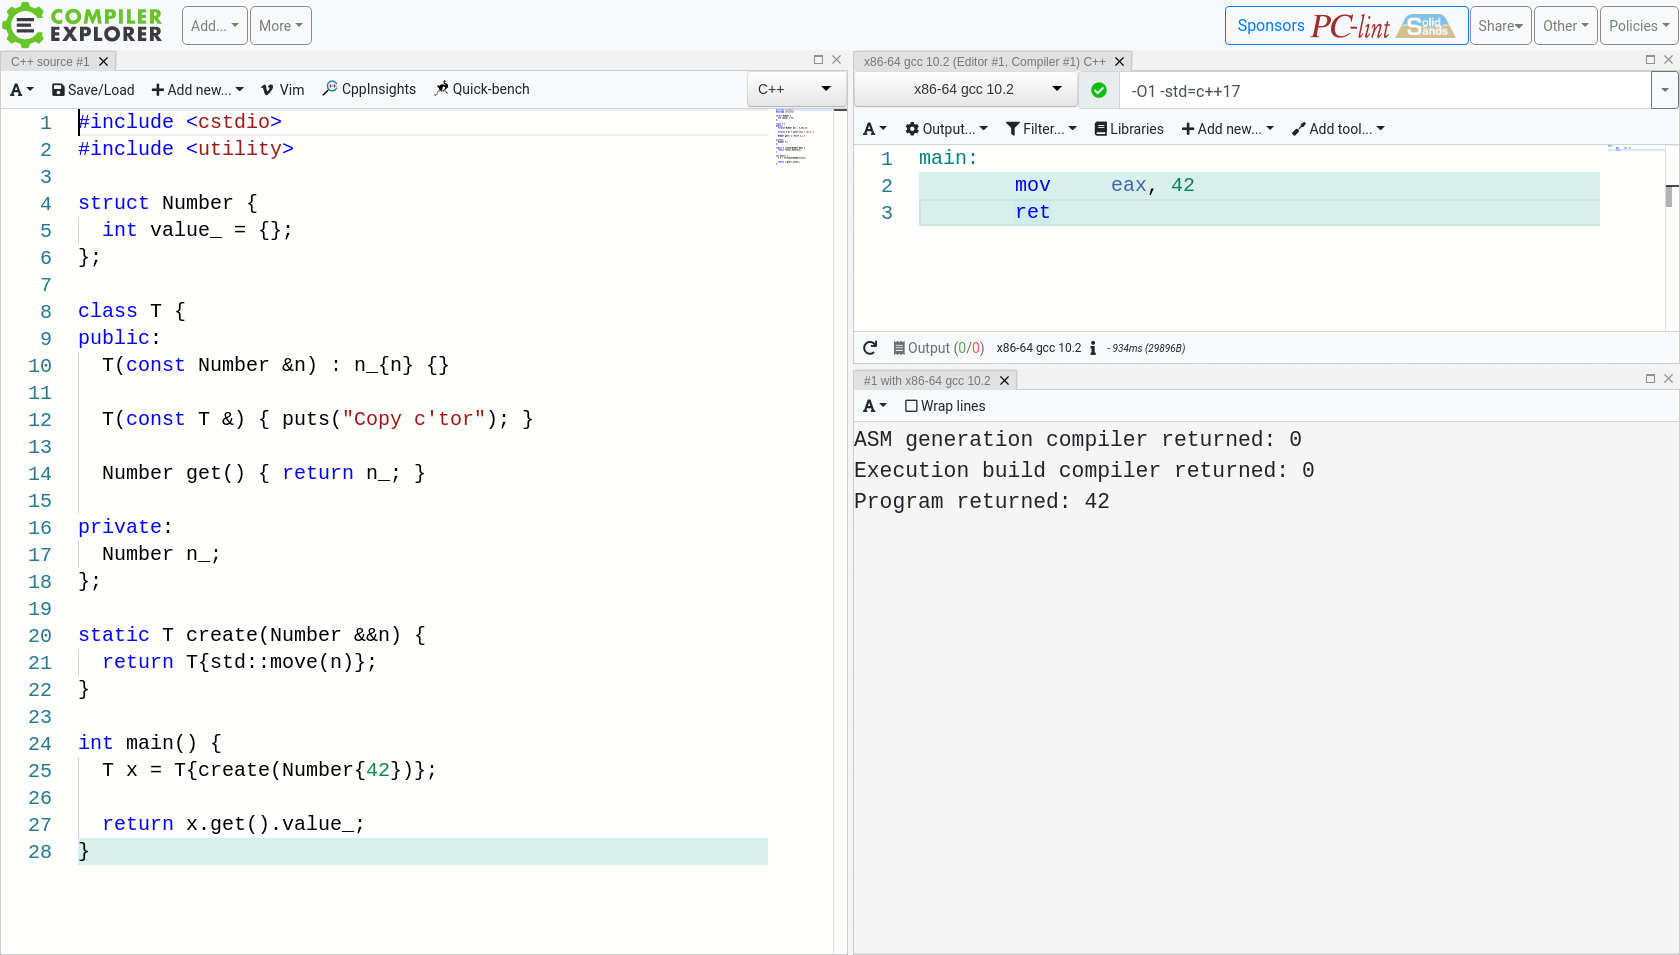 COMPILER
EXPLORER
Add...
More
Sponsors PC-lint Solid Sands
Share
Other
Policies
C++ source #1
A
Save/Load
Add new...
Vim
CppInsights
Quick-bench
C++
1 #include <cstdio>
2 #include <utility>
3
4 struct Number {
5   int value_ = {};
6 };
7
8 class T {
9 public:
10   T(const Number &n) : n_{n} {}
11
12   T(const T &) { puts("Copy c'tor"); }
13
14   Number get() { return n_; }
15
16 private:
17   Number n_;
18 };
19
20 static T create(Number &&n) {
21   return T{std::move(n)};
22 }
23
24 int main() {
25   T x = T{create(Number{42})};
26
27   return x.get().value_;
28 }
x86-64 gcc 10.2 (Editor #1, Compiler #1) C++
x86-64 gcc 10.2
-O1 -std=c++17
A
Output...
Filter...
Libraries
Add new...
Add tool...
1 main:
2         mov     eax, 42
3         ret
Output (0/0) x86-64 gcc 10.2 i - 934ms (29896B)
#1 with x86-64 gcc 10.2
A
Wrap lines
ASM generation compiler returned: 0
Execution build compiler returned: 0
Program returned: 42